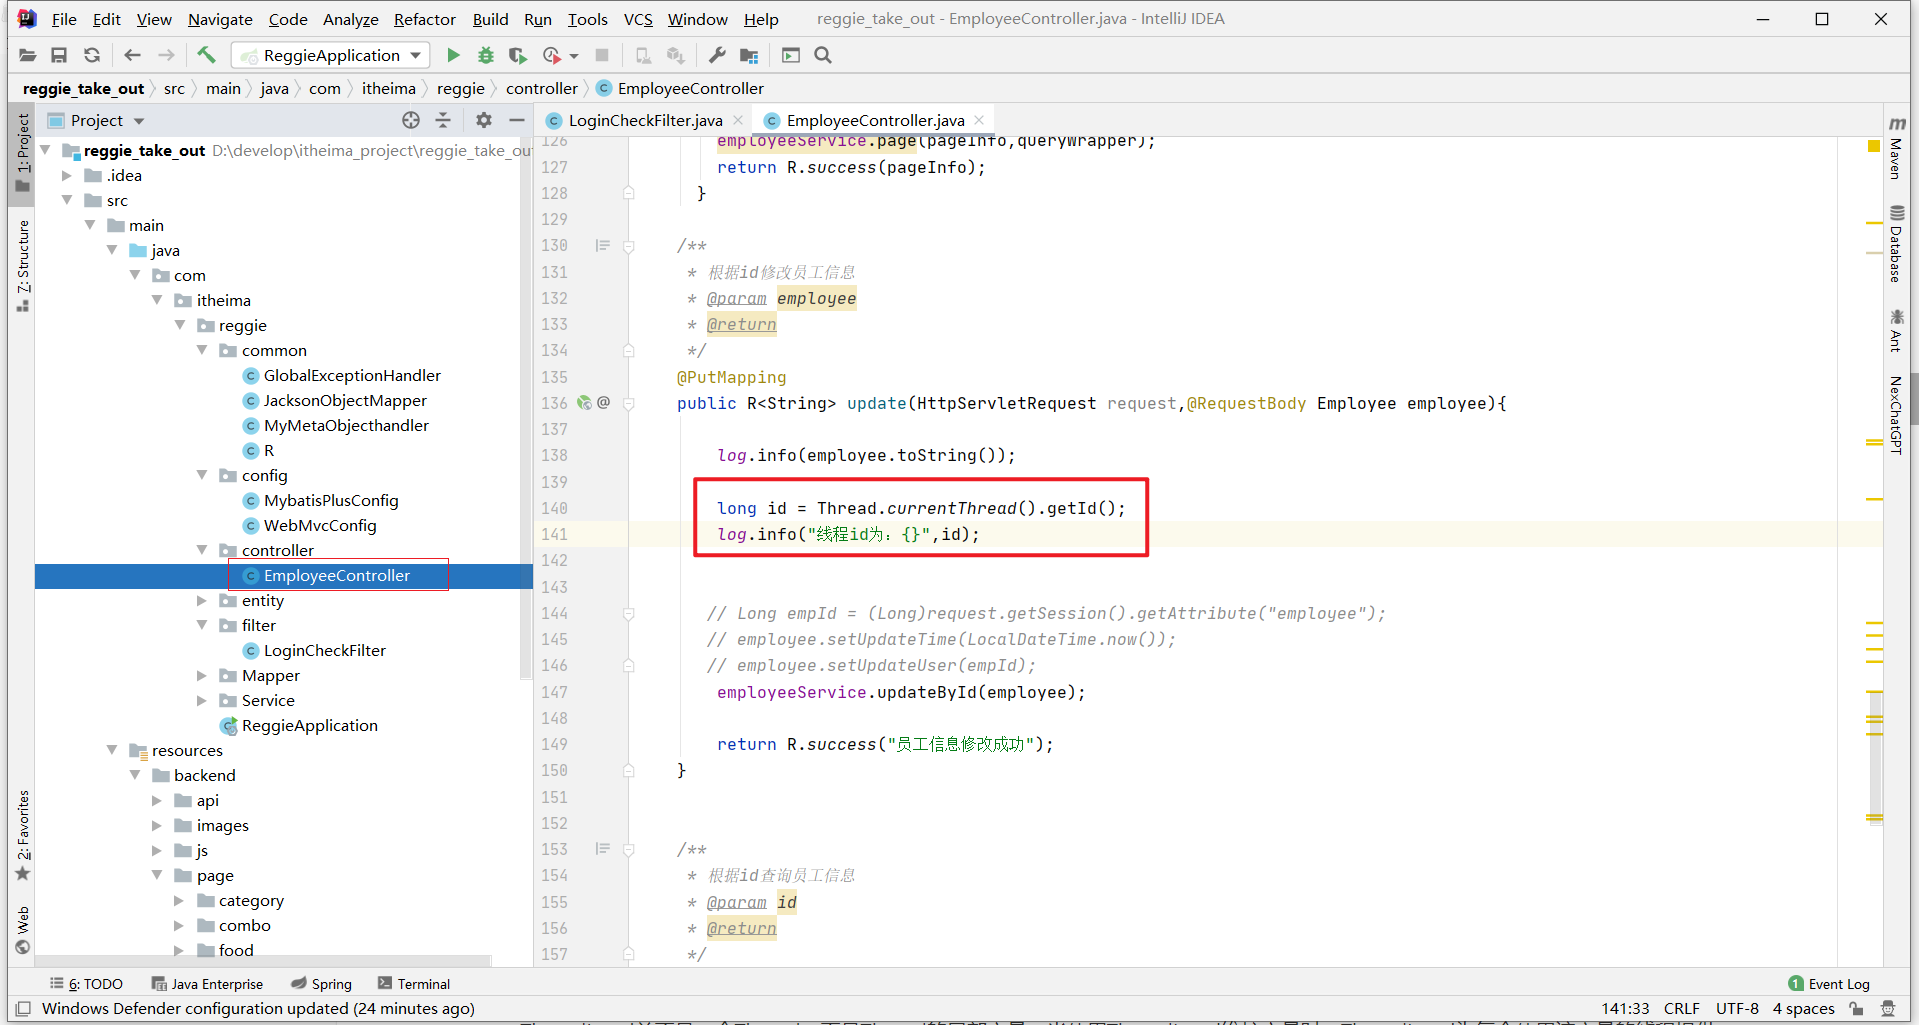 File Edit View Navigate Code Analyze Refactor Build Run Tools VCS Window Help reggie_take_out - EmployeeController.java - IntelliJ IDEA
ReggieApplication
reggie_take_out src main java com itheima reggie controller EmployeeController
Project
LoginCheckFilter.java
EmployeeController.java
1: Project
7: Structure
2: Favorites
Web
reggie_take_out D:\develop\itheima_project\reggie_take_ou
.idea
src
main
java
com
itheima
reggie
common
GlobalExceptionHandler
JacksonObjectMapper
MyMetaObjecthandler
R
config
MybatisPlusConfig
WebMvcConfig
controller
EmployeeController
entity
filter
LoginCheckFilter
Mapper
Service
ReggieApplication
resources
backend
api
images
js
page
category
combo
food
126 employeeService.page(pageInfo,queryWrapper);
127 return R.success(pageInfo);
128 }
129
130 /**
131 * 根据id修改员工信息
132 * @param employee
133 * @return
134 */
135 @PutMapping
136 @ public R<String> update(HttpServletRequest request,@RequestBody Employee employee){
137
138 log.info(employee.toString());
139
140 long id = Thread.currentThread().getId();
141 log.info("线程id为：{}",id);
142
143
144 // Long empId = (Long)request.getSession().getAttribute("employee");
145 // employee.setUpdateTime(LocalDateTime.now());
146 // employee.setUpdateUser(empId);
147 employeeService.updateById(employee);
148
149 return R.success("员工信息修改成功");
150 }
151
152
153 /**
154 * 根据id查询员工信息
155 * @param id
156 * @return
157 */
m Maven
Database
Ant
NexChatGPT
6: TODO Java Enterprise Spring Terminal 1 Event Log
Windows Defender configuration updated (24 minutes ago) 141:33 CRLF UTF-8 4 spaces